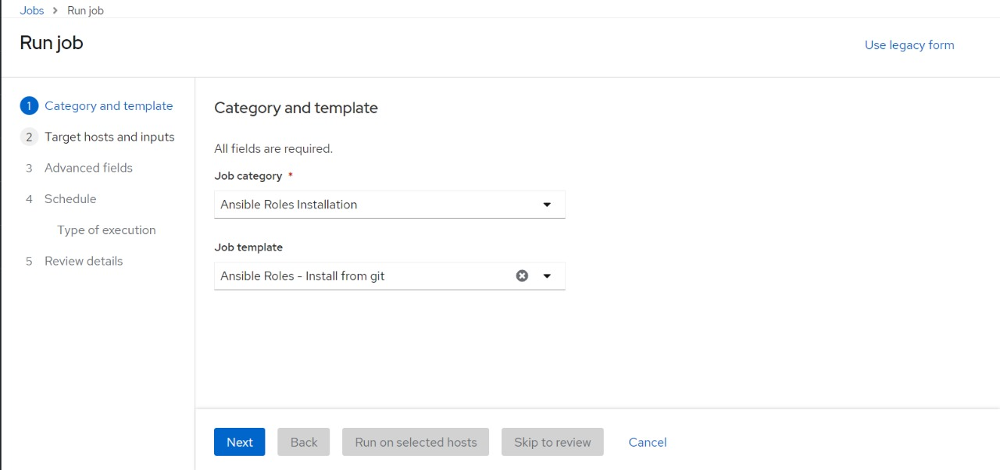 Jobs > Run job
Run job
Use legacy form
1 Category and template
2 Target hosts and inputs
3 Advanced fields
4 Schedule
Type of execution
5 Review details
Category and template
All fields are required.
Job category *
Ansible Roles Installation
Job template
Ansible Roles - Install from git
Next Back Run on selected hosts Skip to review Cancel